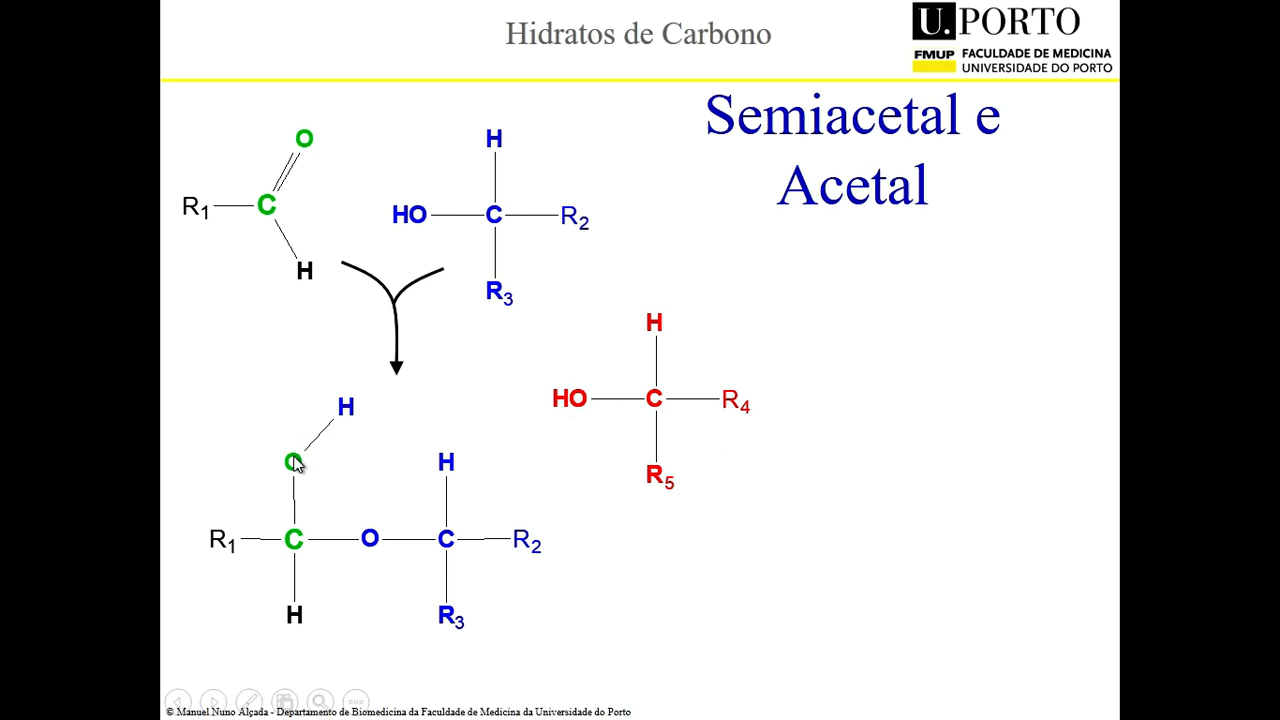 Hidratos de Carbono
U.PORTO
FMUP FACULDADE DE MEDICINA
UNIVERSIDADE DO PORTO
Semiacetal e
Acetal
O
R1 C
H
H
HO C R2
R3
H
HO C R4
R5
H
O
H
R1 C O C R2
H
R3
© Manuel Nuno Alçada - Departamento de Biomedicina da Faculdade de Medicina da Universidade do Porto